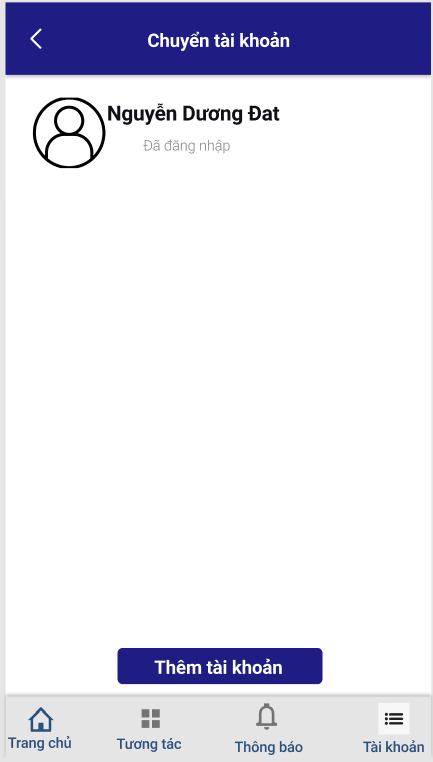 Chuyển tài khoản
Nguyễn Dương Đat
Đã đăng nhập
Thêm tài khoản
Trang chủ
Tương tác
Thông báo
Tài khoản